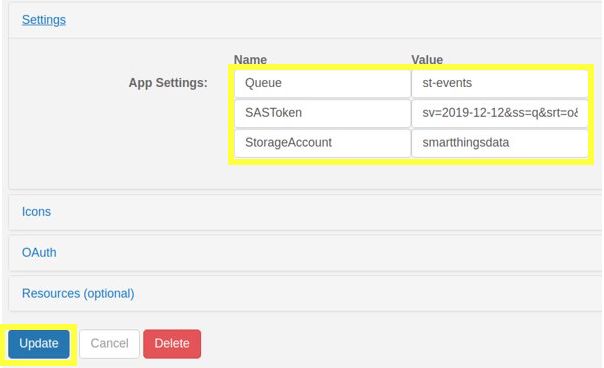 Settings
Name Value
App Settings: Queue st-events
SASToken sv=2019-12-12&ss=q&srt=o&
StorageAccount smartthingsdata
Icons
OAuth
Resources (optional)
Update Cancel Delete